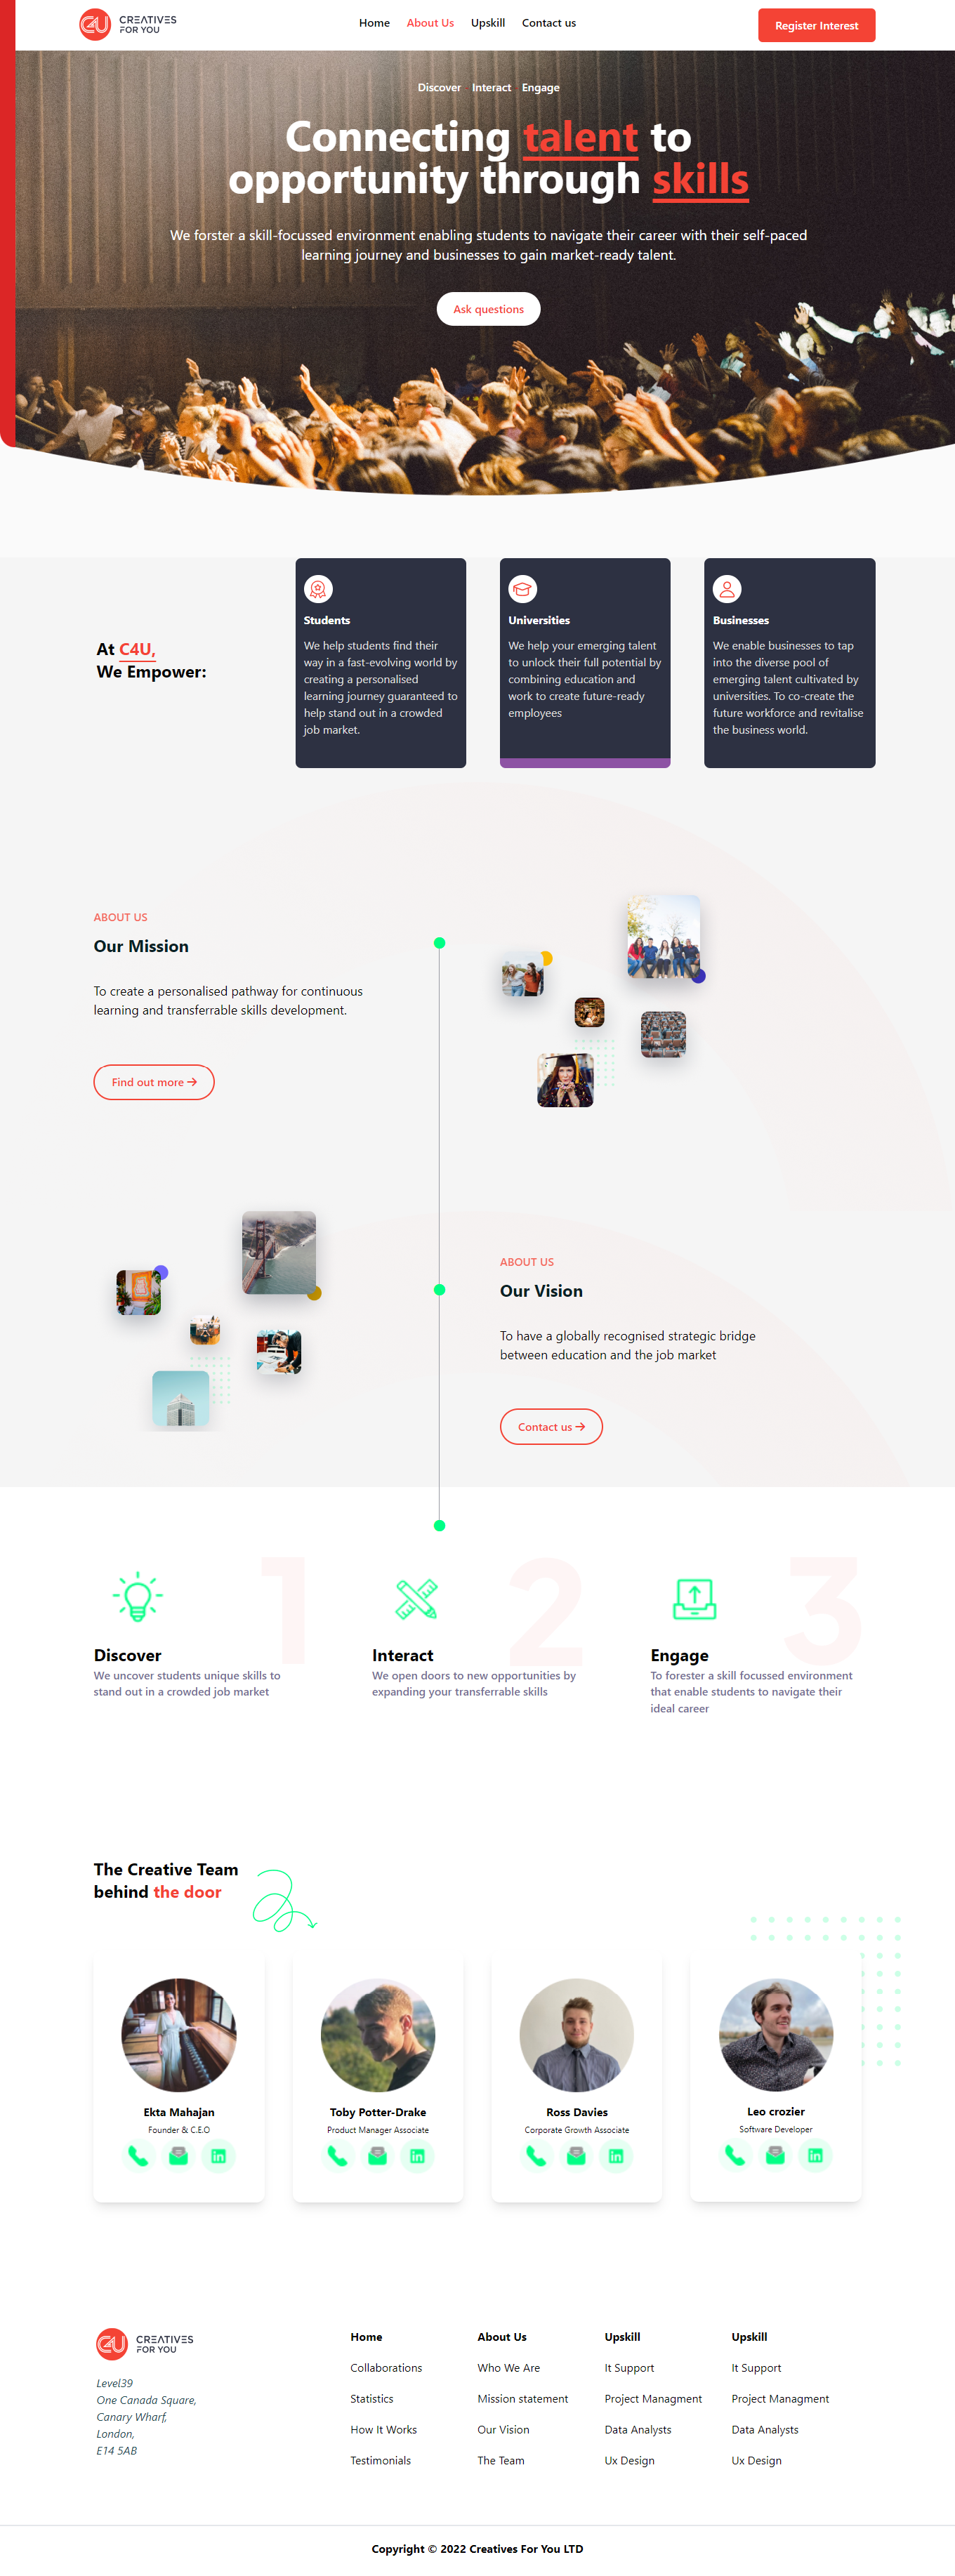 C4U CREATIVES
FOR YOU
Home About Us Upskill Contact us
Register Interest
Discover Interact Engage
Connecting talent to
opportunity through skills
We forster a skill-focussed environment enabling students to navigate their career with their self-paced
learning journey and businesses to gain market-ready talent.
Ask questions
At C4U,
We Empower:
Students
We help students find their
way in a fast-evolving world by
creating a personalised
learning journey guaranteed to
help stand out in a crowded
job market.
Universities
We help your emerging talent
to unlock their full potential by
combining education and
work to create future-ready
employees
Businesses
We enable businesses to tap
into the diverse pool of
emerging talent cultivated by
universities. To co-create the
future workforce and revitalise
the business world.
ABOUT US
Our Mission
To create a personalised pathway for continuous
learning and transferrable skills development.
Find out more →
ABOUT US
Our Vision
To have a globally recognised strategic bridge
between education and the job market
Contact us →
1
Discover
We uncover students unique skills to
stand out in a crowded job market
2
Interact
We open doors to new opportunities by
expanding your transferrable skills
3
Engage
To forester a skill focussed environment
that enable students to navigate their
ideal career
The Creative Team
behind the door
Ekta Mahajan
Founder & C.E.O
in
Toby Potter-Drake
Product Manager Associate
in
Ross Davies
Corporate Growth Associate
in
Leo crozier
Software Developer
in
C4U CREATIVES
FOR YOU
Level39
One Canada Square,
Canary Wharf,
London,
E14 5AB
Home
Collaborations
Statistics
How It Works
Testimonials
About Us
Who We Are
Mission statement
Our Vision
The Team
Upskill
It Support
Project Managment
Data Analysts
Ux Design
Upskill
It Support
Project Managment
Data Analysts
Ux Design
Copyright © 2022 Creatives For You LTD